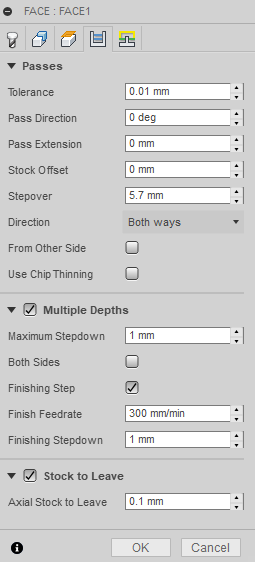 FACE : FACE1
Passes
Tolerance 0.01 mm
Pass Direction 0 deg
Pass Extension 0 mm
Stock Offset 0 mm
Stepover 5.7 mm
Direction Both ways
From Other Side
Use Chip Thinning
Multiple Depths
Maximum Stepdown 1 mm
Both Sides
Finishing Step
Finish Feedrate 300 mm/min
Finishing Stepdown 1 mm
Stock to Leave
Axial Stock to Leave 0.1 mm
OK Cancel